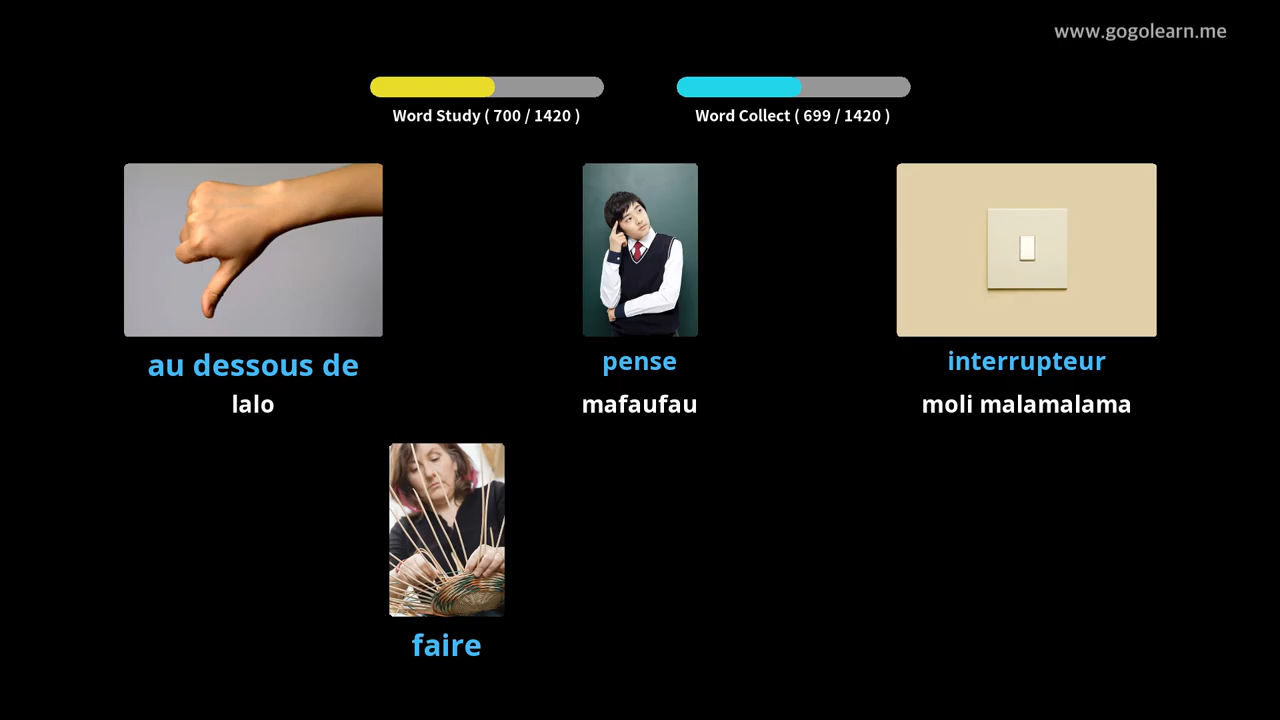 www.gogolearn.me
Word Study ( 700 / 1420 )
Word Collect ( 699 / 1420 )
au dessous de
lalo
pense
mafaufau
interrupteur
moli malamalama
faire